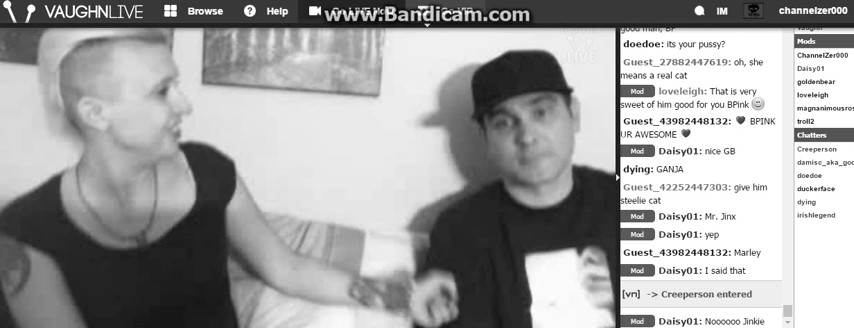 VAUGHNLIVE
Browse
Help
www.Bandicam.com
IM
channelzer000
good man, BP
doedoe: its your pussy?
Guest_27882447619: oh, she
means a real cat
Mod loveleigh: That is very
sweet of him good for you BPink
Guest_43982448132: 🖤 BPINK
UR AWESOME 🖤
Mod Daisy01: nice GB
dying: GANJA
Guest_42252447303: give him
steelie cat
Mod Daisy01: Mr. Jinx
Mod Daisy01: yep
Guest_43982448132: Marley
Mod Daisy01: I said that
[vn] -> Creeperson entered
Mod Daisy01: Noooooo Jinkie
Vaughn
Mods
ChannelZer000
Daisy01
goldenbear
loveleigh
magnanimousros
troll2
Chatters
Creeperson
damisc_aka_goo
doedoe
duckerface
dying
irishlegend